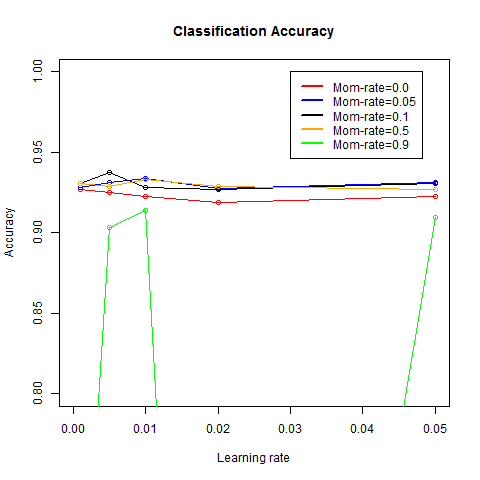 Classification Accuracy
Mom-rate=0.0
Mom-rate=0.05
Mom-rate=0.1
Mom-rate=0.5
Mom-rate=0.9
Accuracy
1.00
0.95
0.90
0.85
0.80
0.00 0.01 0.02 0.03 0.04 0.05
Learning rate